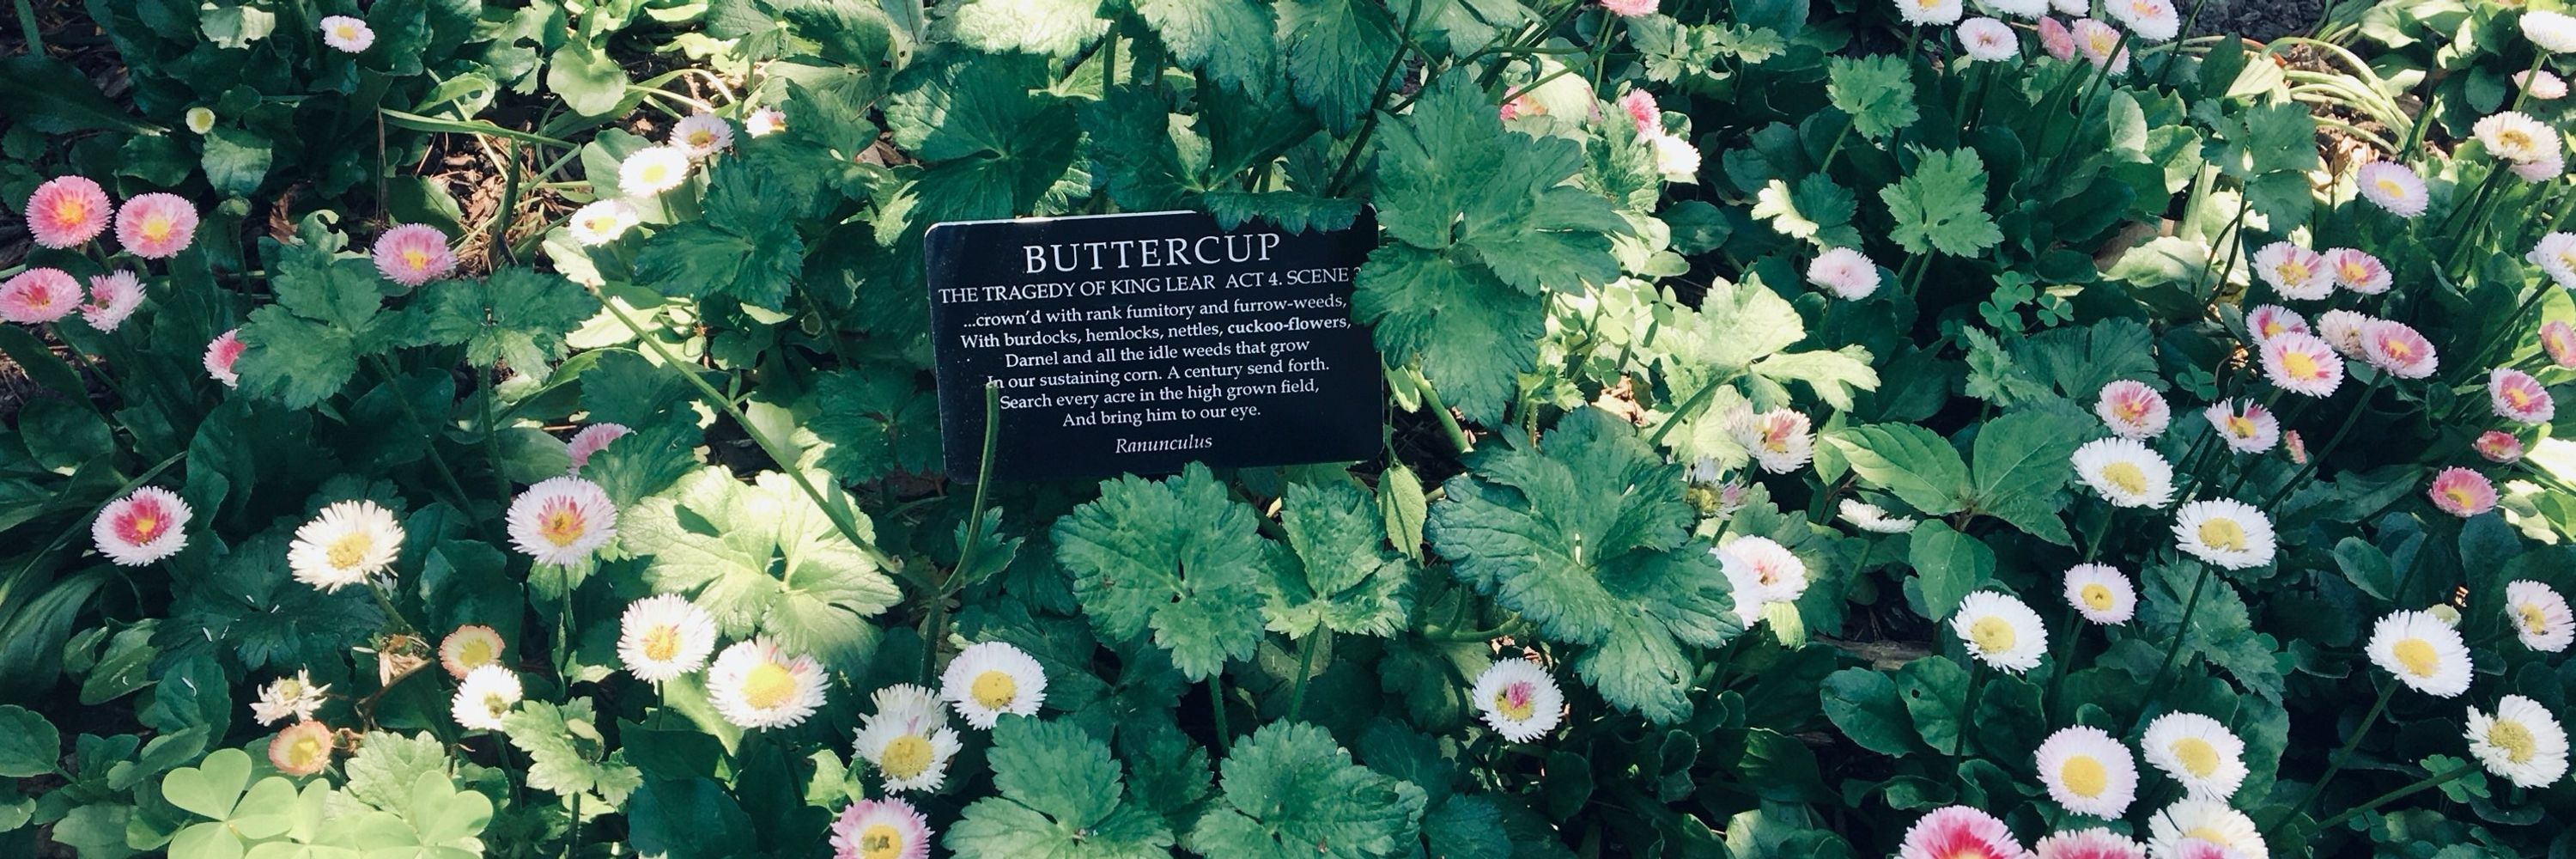 BUTTERCUP
THE TRAGEDY OF KING LEAR ACT 4. SCENE
...crown'd with rank fumitory and furrow-weeds,
With burdocks, hemlocks, nettles, cuckoo-flowers,
Darnel and all the idle weeds that grow
In our sustaining corn. A century send forth.
Search every acre in the high grown field,
And bring him to our eye.
Ranunculus